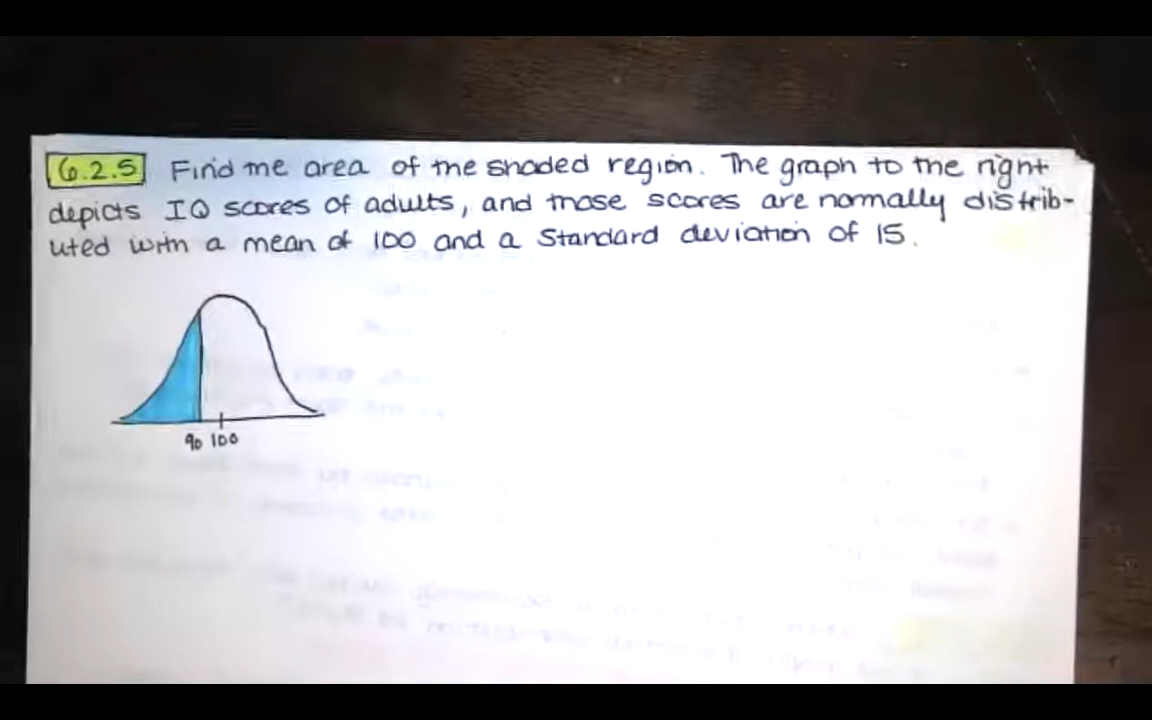 6.2.5 Find the area of the shaded region. The graph to the right
depicts IQ scores of adults, and those scores are normally distrib-
uted with a mean of 100 and a standard deviation of 15.
90 100